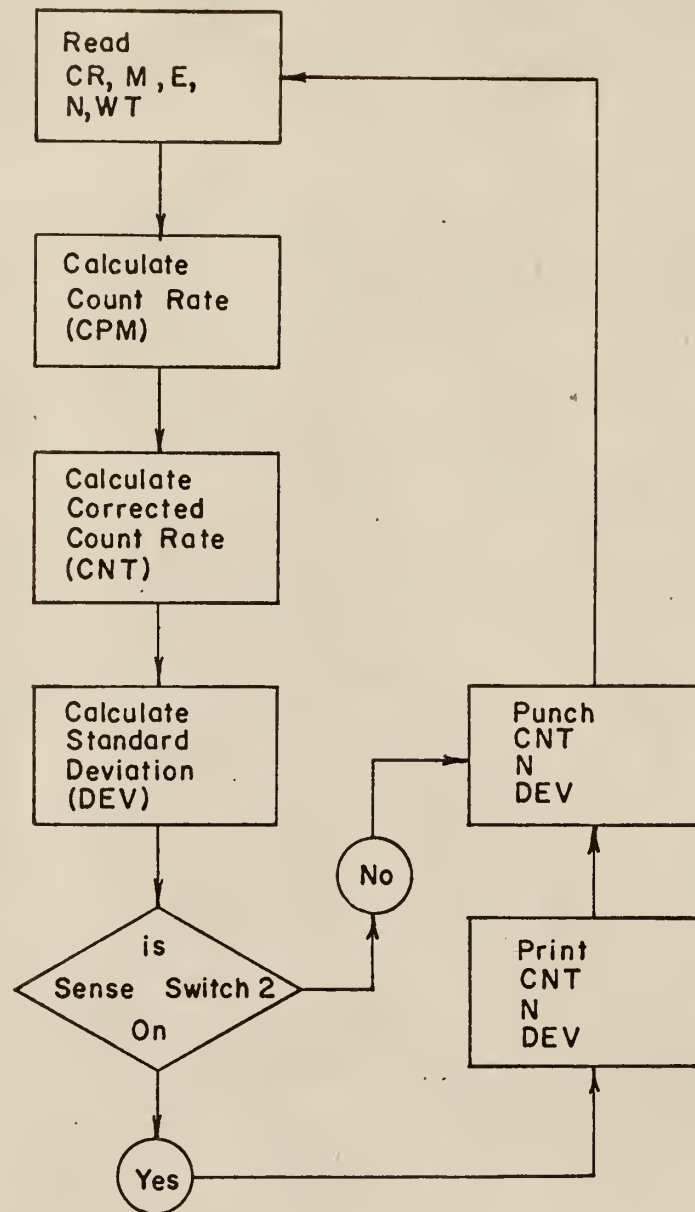 Read
CR, M, E,
N, WT
Calculate
Count Rate
(CPM)
Calculate
Corrected
Count Rate
(CNT)
Calculate
Standard
Deviation
(DEV)
is
Sense Switch 2
On
Yes
No
Print
CNT
N
DEV
Punch
CNT
N
DEV